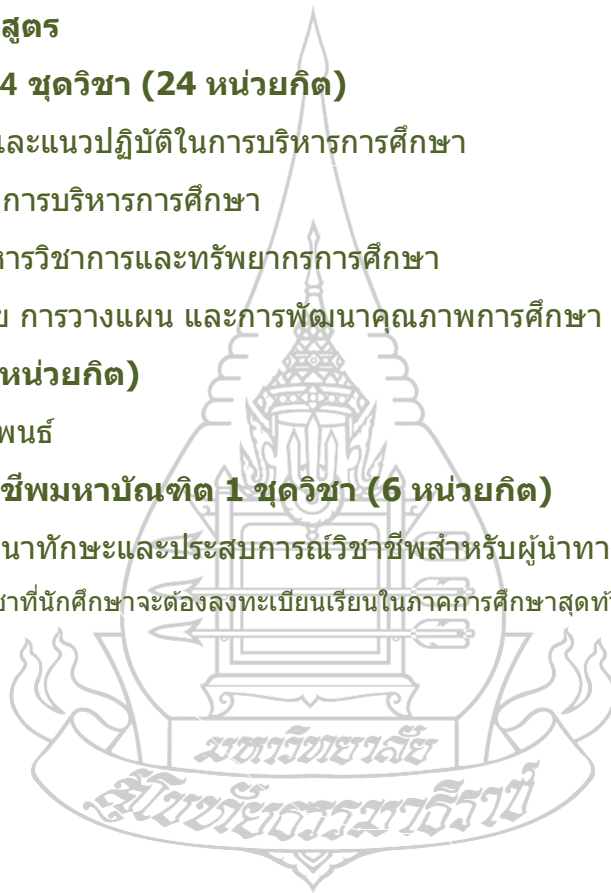 สูตร
4 ชุดวิชา (24 หน่วยกิต)
และแนวปฏิบัติในการบริหารการศึกษา
การบริหารการศึกษา
หารวิชาการและทรัพยากรการศึกษา
ย การวางแผน และการพัฒนาคุณภาพการศึกษา
หน่วยกิต)
พนธ์
ชีพมหาบัณฑิต 1 ชุดวิชา (6 หน่วยกิต)
นาทักษะและประสบการณ์วิชาชีพสำหรับผู้นำทา
ชาที่นักศึกษาจะต้องลงทะเบียนเรียนในภาคการศึกษาสุดท้
มหาวิทยาลัย
สุโขทัยธรรมาธิราช